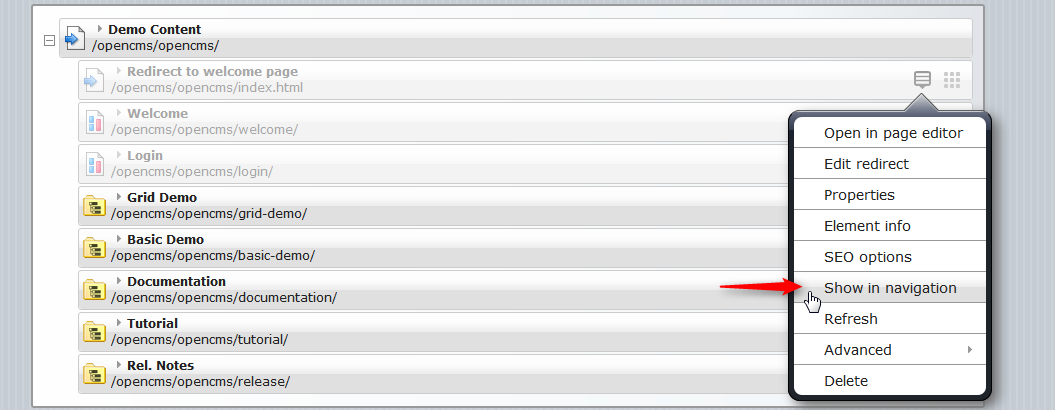 Demo Content
/opencms/opencms/
Redirect to welcome page
/opencms/opencms/index.html
Welcome
/opencms/opencms/welcome/
Login
/opencms/opencms/login/
Grid Demo
/opencms/opencms/grid-demo/
Basic Demo
/opencms/opencms/basic-demo/
Documentation
/opencms/opencms/documentation/
Tutorial
/opencms/opencms/tutorial/
Rel. Notes
/opencms/opencms/release/
Open in page editor
Edit redirect
Properties
Element info
SEO options
Show in navigation
Refresh
Advanced
Delete